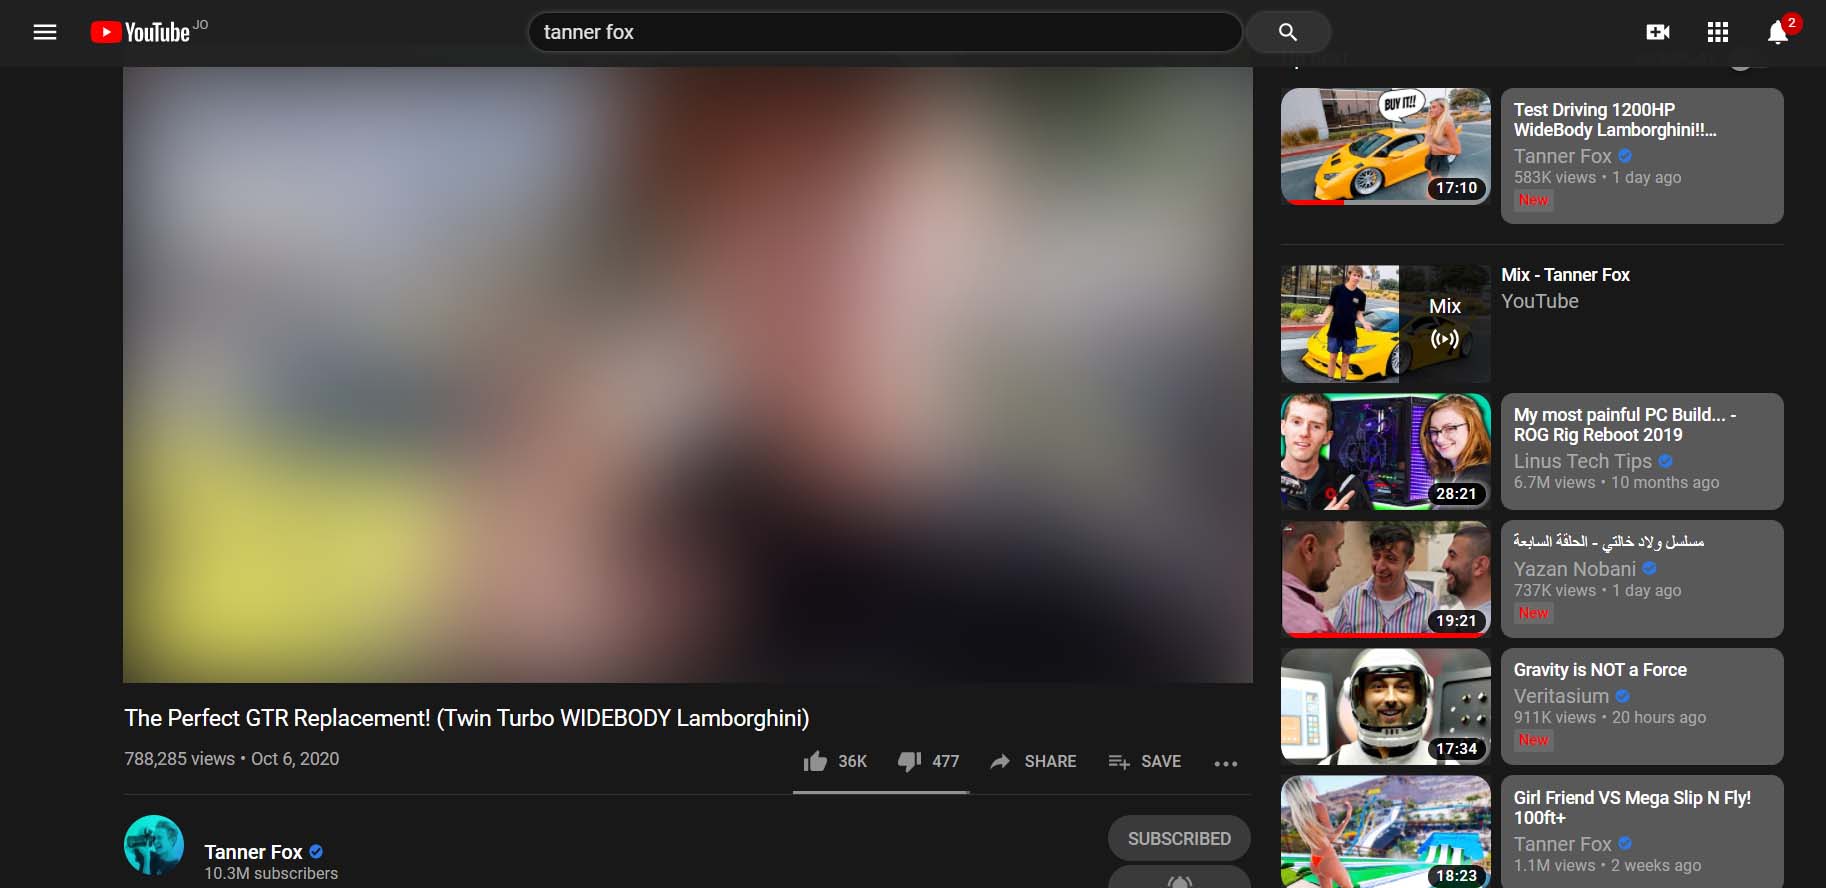 YouTube JO
tanner fox
2
BUY IT!!
17:10
Test Driving 1200HP
WideBody Lamborghini!!...
Tanner Fox
583K views • 1 day ago
New
Mix
Mix - Tanner Fox
YouTube
28:21
My most painful PC Build... -
ROG Rig Reboot 2019
Linus Tech Tips
6.7M views • 10 months ago
19:21
مسلسل ولاد خالتي - الحلقة السابعة
Yazan Nobani
737K views • 1 day ago
New
17:34
Gravity is NOT a Force
Veritasium
911K views • 20 hours ago
New
18:23
Girl Friend VS Mega Slip N Fly!
100ft+
Tanner Fox
1.1M views • 2 weeks ago
The Perfect GTR Replacement! (Twin Turbo WIDEBODY Lamborghini)
788,285 views • Oct 6, 2020
36K
477
SHARE
SAVE
Tanner Fox
10.3M subscribers
SUBSCRIBED